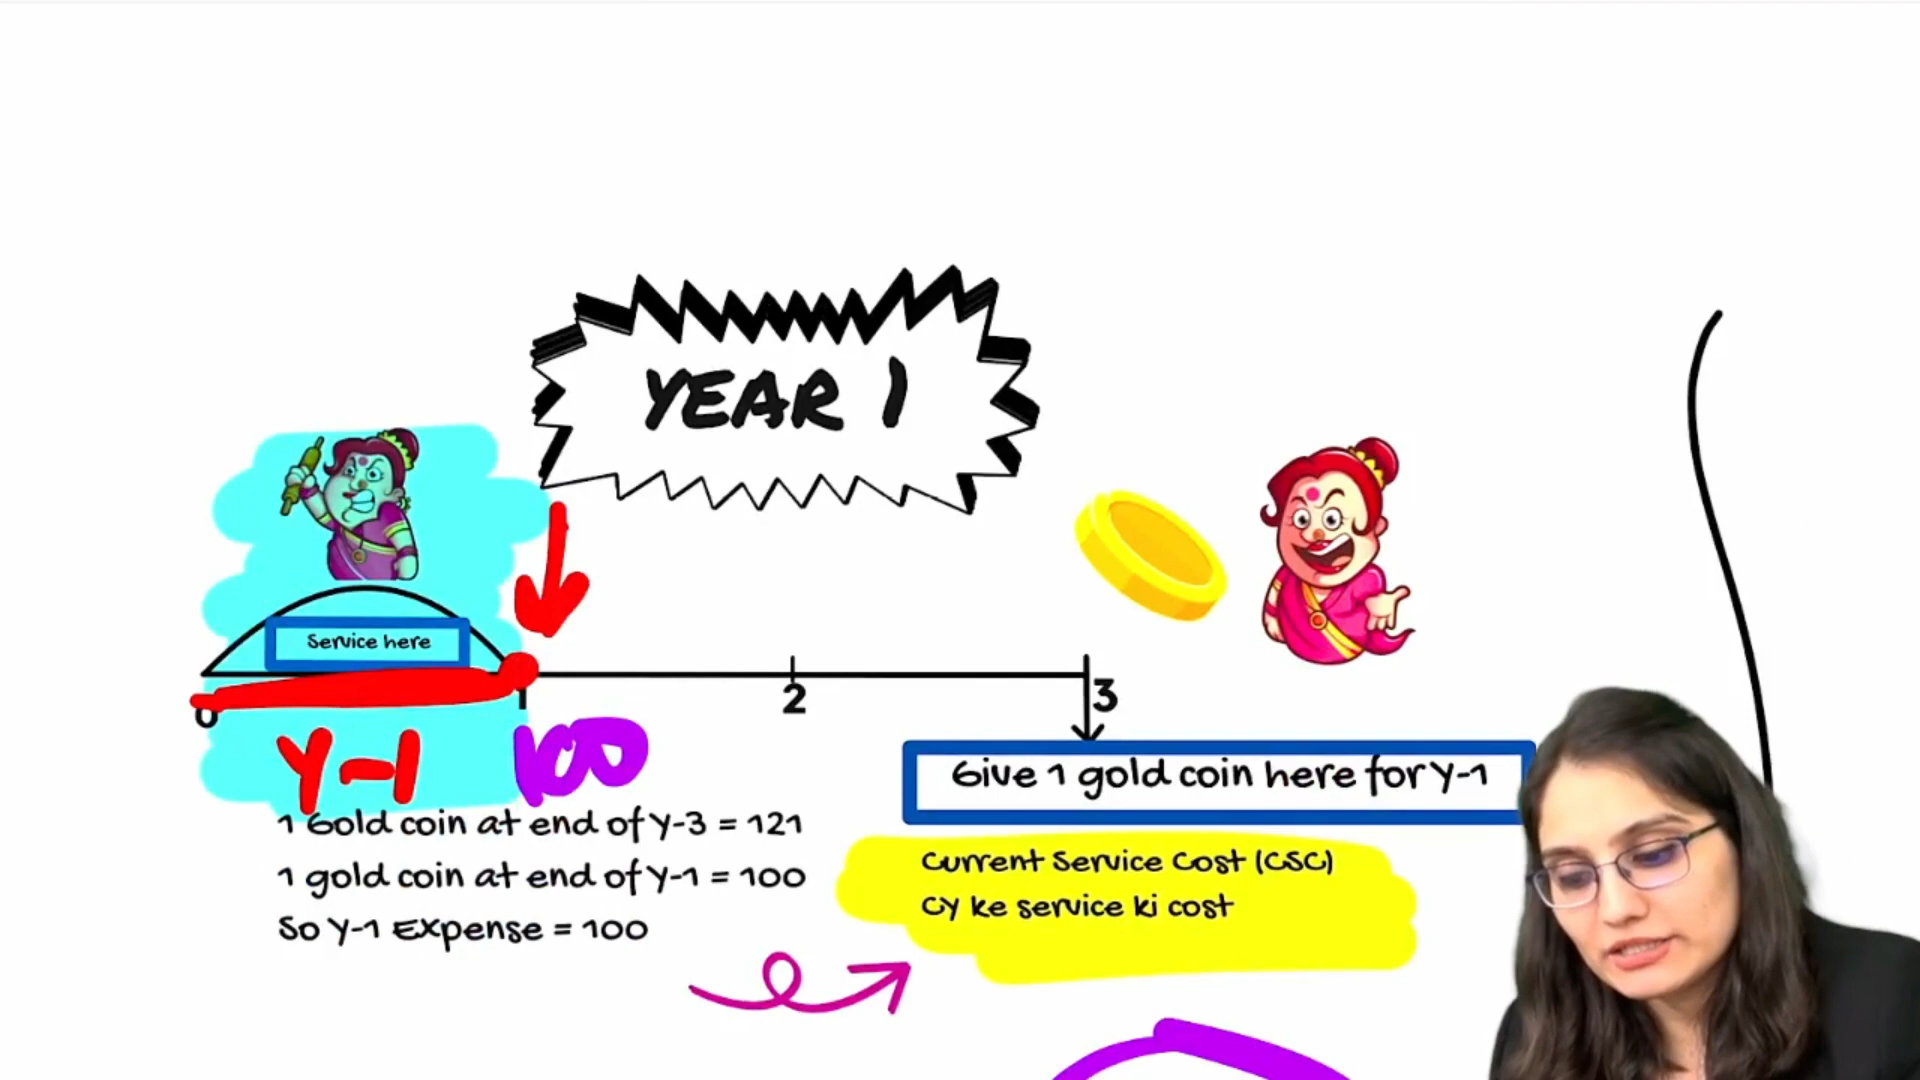 YEAR 1
Service here
0
1
2
3
Y-1
100
Give 1 gold coin here for Y-1
1 Gold coin at end of Y-3 = 121
1 gold coin at end of Y-1 = 100
So Y-1 Expense = 100
Current Service Cost (CSC)
CY ke service ki cost